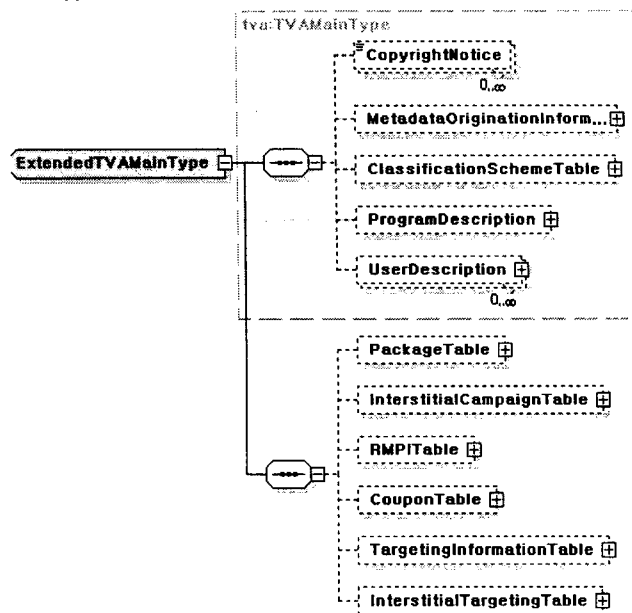 tva:TVAMainType
CopyrightNotice
0..∞
MetadataOriginationInform...
ExtendedTVAMainType
ClassificationSchemeTable
ProgramDescription
UserDescription
0..∞
PackageTable
InterstitialCampaignTable
RMPITable
CouponTable
TargetingInformationTable
InterstitialTargetingTable